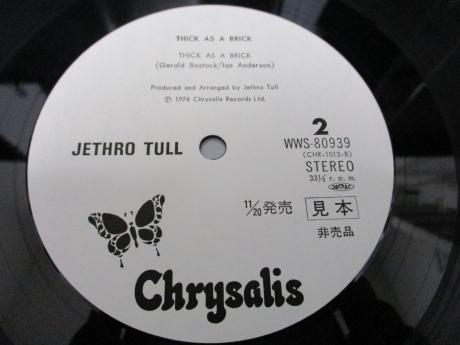 THICK AS A BRICK
THICK AS A BRICK
(Gerald Bostock/Ian Anderson)
Produced and Arranged by Jethro Tull
Ⓟ 1974 Chrysalis Records Ltd.
JETHRO TULL
2
WWS-80939
(CHR-1013-B)
STEREO
33⅓ r.p.m.
11/20発売
見本
非売品
Chrysalis